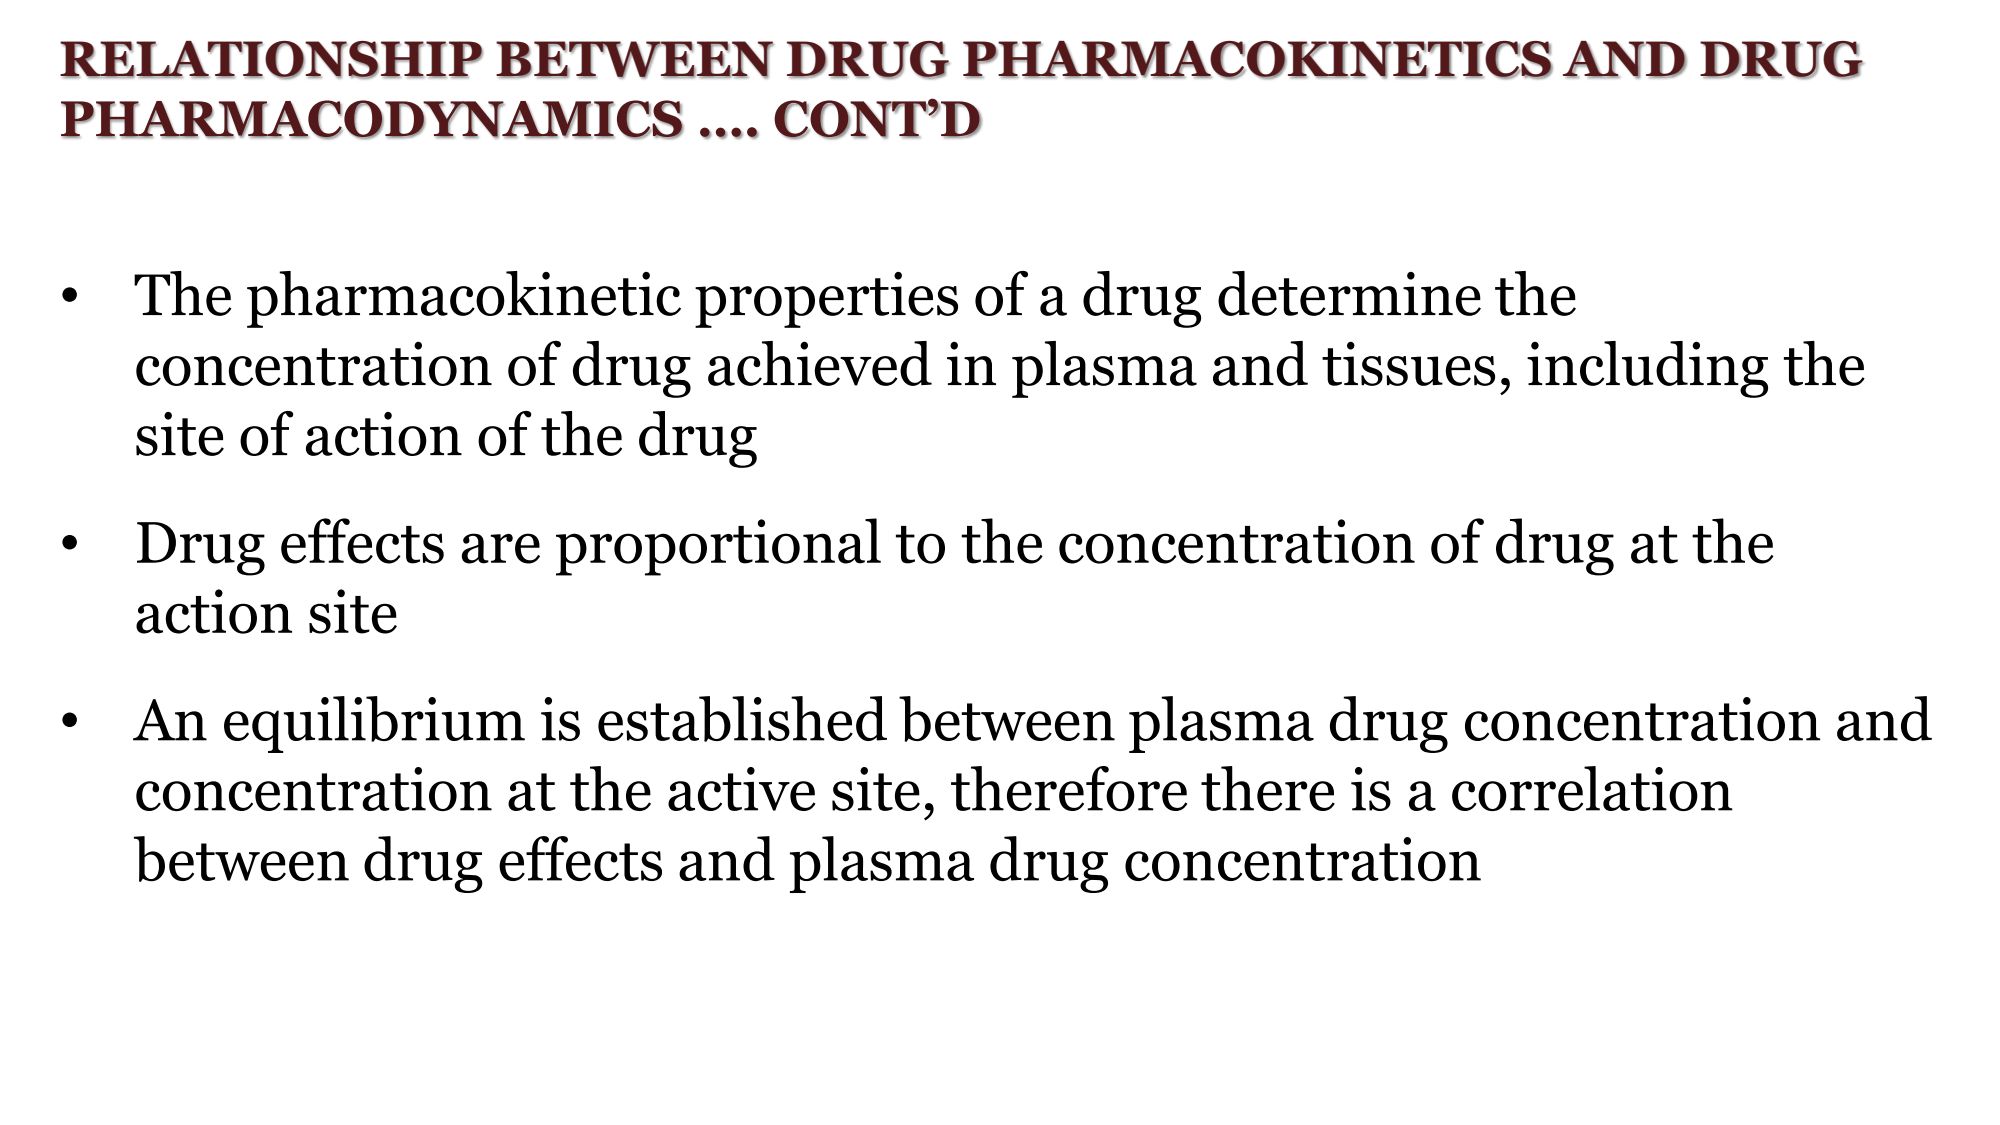 RELATIONSHIP BETWEEN DRUG PHARMACOKINETICS AND DRUG
PHARMACODYNAMICS .... CONT’D
• The pharmacokinetic properties of a drug determine the
concentration of drug achieved in plasma and tissues, including the
site of action of the drug
• Drug effects are proportional to the concentration of drug at the
action site
• An equilibrium is established between plasma drug concentration and
concentration at the active site, therefore there is a correlation
between drug effects and plasma drug concentration